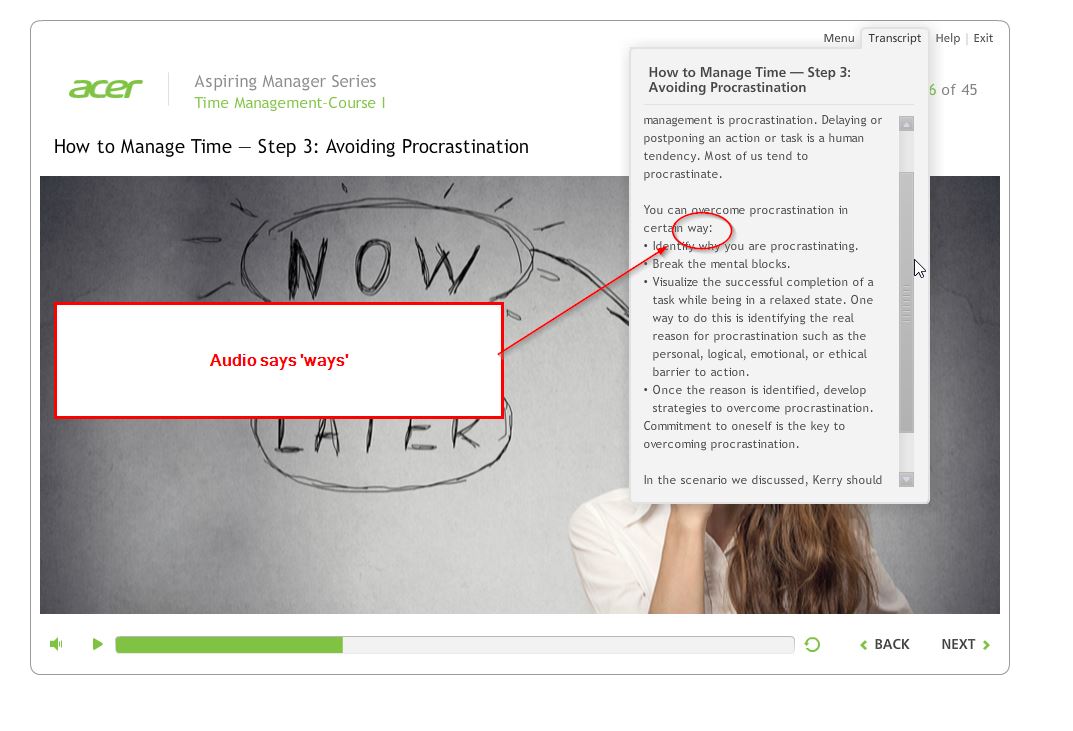 Menu Transcript Help | Exit
acer
Aspiring Manager Series
Time Management-Course I
6 of 45
How to Manage Time — Step 3: Avoiding Procrastination
How to Manage Time — Step 3:
Avoiding Procrastination
management is procrastination. Delaying or
postponing an action or task is a human
tendency. Most of us tend to
procrastinate.
You can overcome procrastination in
certain way:
• Identify why you are procrastinating.
• Break the mental blocks.
• Visualize the successful completion of a
task while being in a relaxed state. One
way to do this is identifying the real
reason for procrastination such as the
personal, logical, emotional, or ethical
barrier to action.
• Once the reason is identified, develop
strategies to overcome procrastination.
Commitment to oneself is the key to
overcoming procrastination.
In the scenario we discussed, Kerry should
NOW
Audio says 'ways'
LATER
BACK NEXT